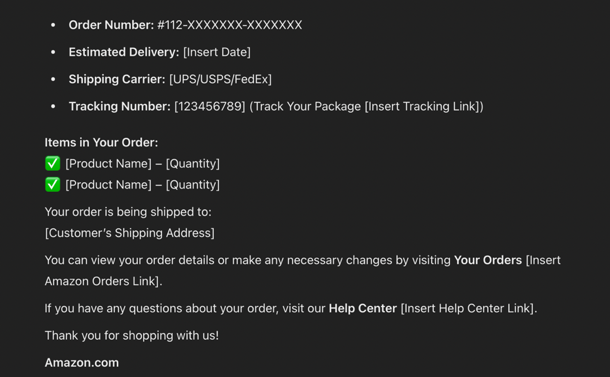 • Order Number: #112-XXXXXXX-XXXXXXX
• Estimated Delivery: [Insert Date]
• Shipping Carrier: [UPS/USPS/FedEx]
• Tracking Number: [123456789] (Track Your Package [Insert Tracking Link])
Items in Your Order:
✅ [Product Name] – [Quantity]
✅ [Product Name] – [Quantity]
Your order is being shipped to:
[Customer’s Shipping Address]
You can view your order details or make any necessary changes by visiting Your Orders [Insert
Amazon Orders Link].
If you have any questions about your order, visit our Help Center [Insert Help Center Link].
Thank you for shopping with us!
Amazon.com